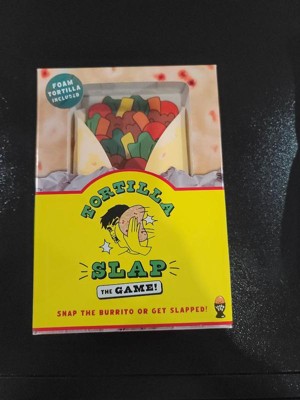 FOAM
TORTILLA
INCLUDED
TORTILLA
SLAP
THE GAME!
SNAP THE BURRITO OR GET SLAPPED!